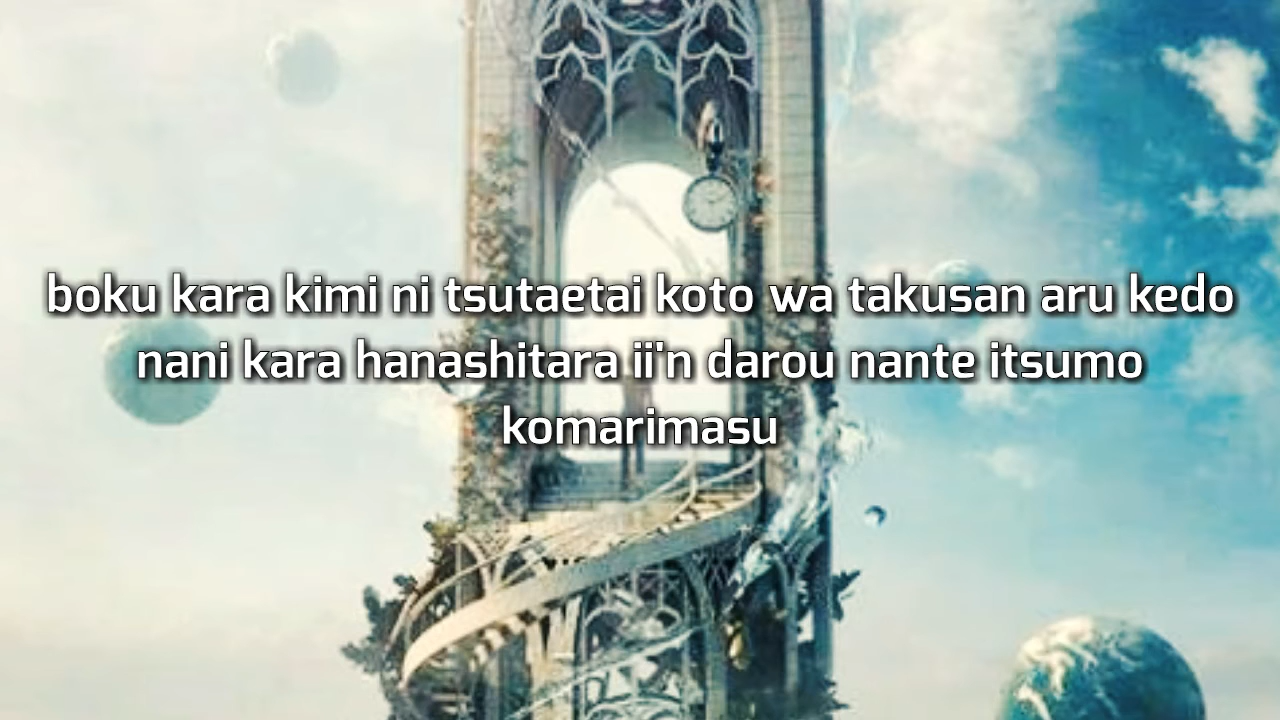 boku kara kimi ni tsutaetai koto wa takusan aru kedo
nani kara hanashitara ii'n darou nante itsumo
komarimasu